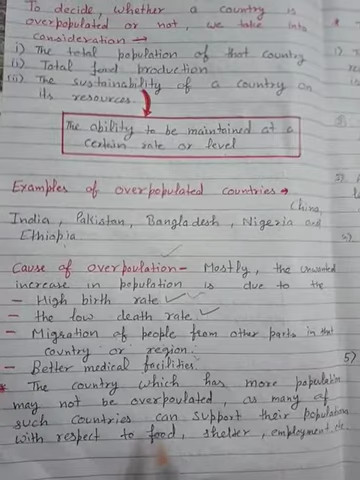 To decide, whether a country is
overpopulated or not, we take into
consideration →
i) The total population of that country
(ii) Total food production
(iii) The sustainability of a country on
its resources.
The ability to be maintained at a
certain rate or level
Examples of overpopulated countries →
China,
India, Pakistan, Bangladesh, Nigeria and
Ethiopia
Cause of overpoulation - Mostly, the unwanted
increase in population is due to the
- High birth rate
- the low death rate.
- Migration of people from other parts in that
country or region.
- Better medical facilities.
* The country which has more population
may not be overpoulated, as many of
such countries can support their population
with respect to food, shelter, employment etc.
5)